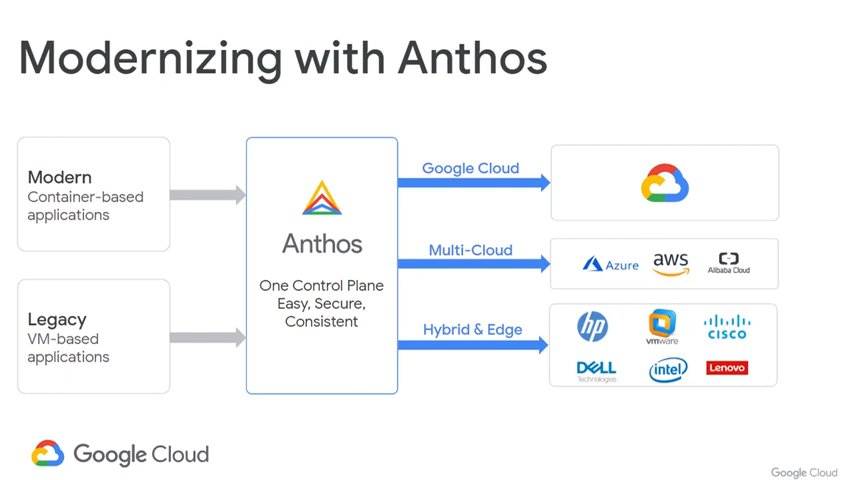 Modernizing with Anthos
Modern
Container-based
applications
Legacy
VM-based
applications
Anthos
One Control Plane
Easy, Secure,
Consistent
Google Cloud
Multi-Cloud
Azure aws Alibaba Cloud
Hybrid & Edge
hp vmware CISCO
DELL Technologies intel Lenovo
Google Cloud
Google Cloud